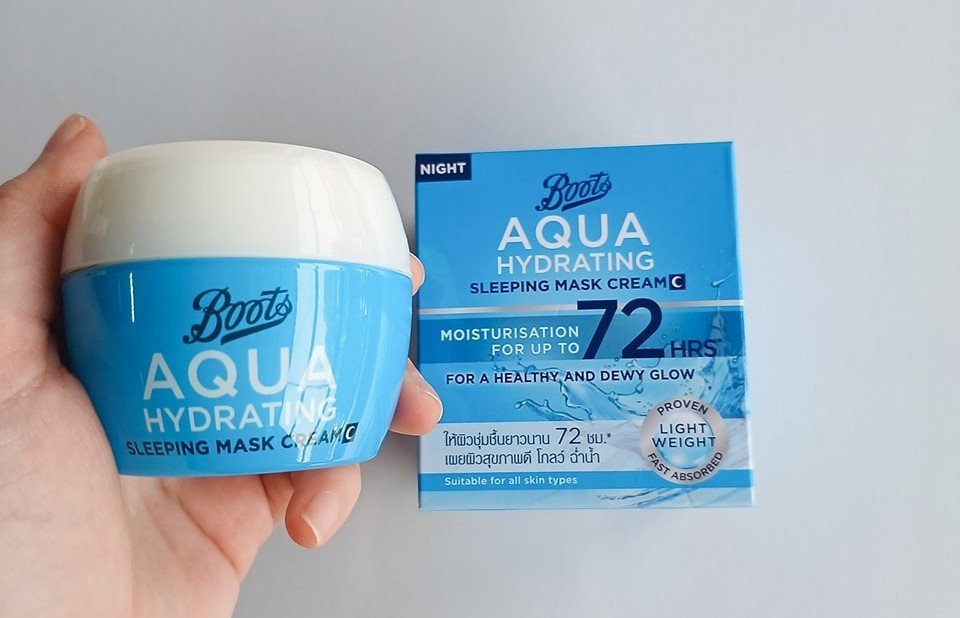 Boots
AQUA
HYDRATING
SLEEPING MASK CREAM C
NIGHT
Boots
AQUA
HYDRATING
SLEEPING MASK CREAM C
MOISTURISATION
FOR UP TO 72 HRS*
FOR A HEALTHY AND DEWY GLOW
ให้ผิวชุ่มชื้นยาวนาน 72 ชม.*
เผยผิวสุขภาพดี โกลว์ ฉ่ำน้ำ
Suitable for all skin types
PROVEN
LIGHT
WEIGHT
FAST ABSORBED